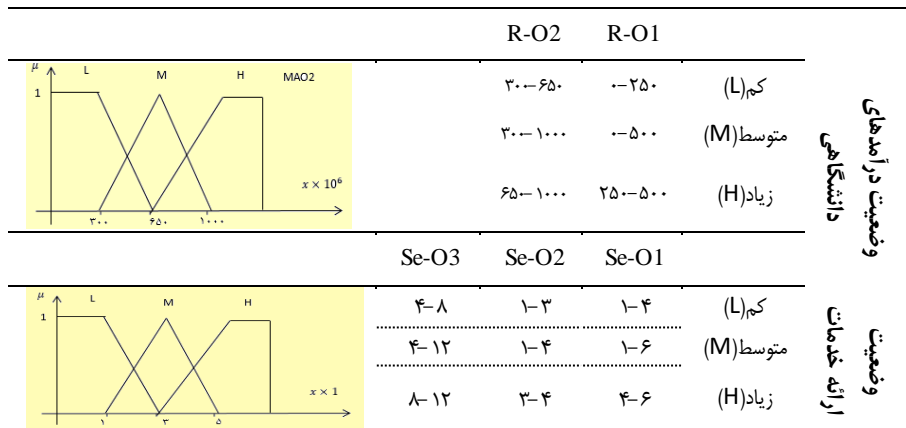 وضعیت درآمدهای
دانشگاهی
R-O1 R-O2
کم(L) ۰-۲۵۰ ۳۰۰-۶۵۰
متوسط(M) ۰-۵۰۰ ۳۰۰-۱۰۰۰
زیاد(H) ۲۵۰-۵۰۰ ۶۵۰-۱۰۰۰
μ L M H MAO2
1
x × 10⁶
۳۰۰ ۶۵۰ ۱۰۰۰
وضعیت
ارائه خدمات
Se-O1 Se-O2 Se-O3
کم(L) ۱-۴ ۱-۳ ۴-۸
متوسط(M) ۱-۶ ۱-۴ ۴-۱۲
زیاد(H) ۴-۶ ۳-۴ ۸-۱۲
μ L M H
1
x × 1
۱ ۳ ۵